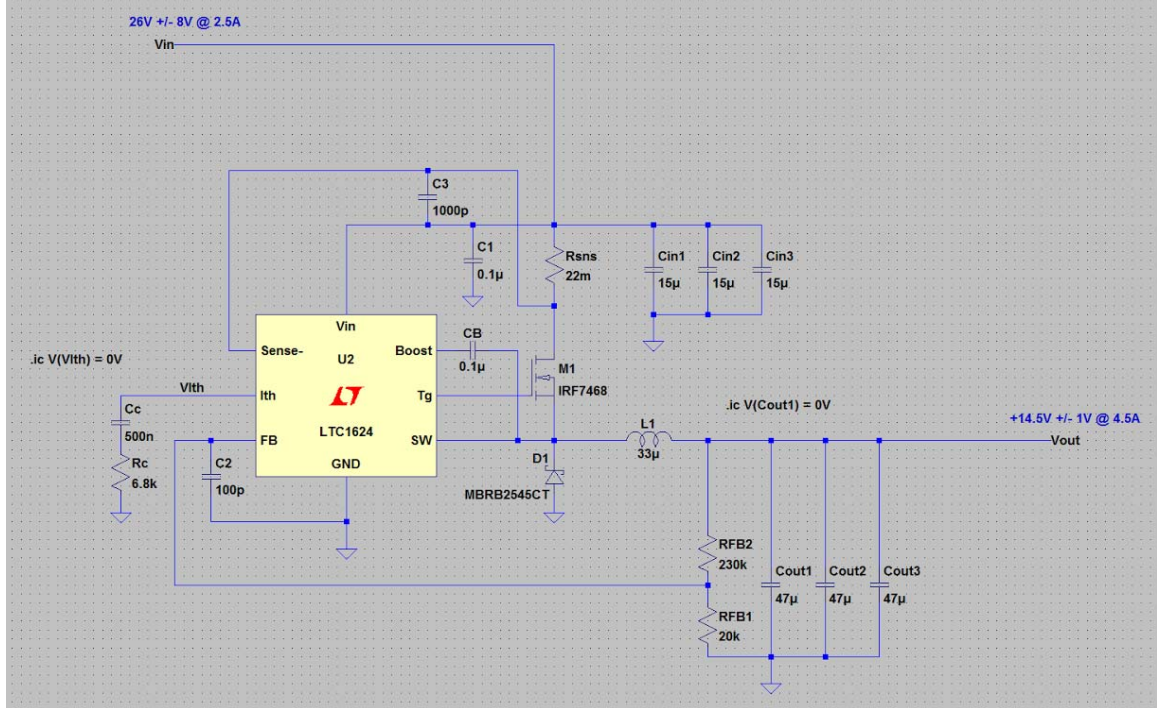 26V +/- 8V @ 2.5A
Vin
C3
1000p
C1
0.1µ
Rsns
22m
Cin1
15µ
Cin2
15µ
Cin3
15µ
.ic V(VIth) = 0V
VIth
Cc
500n
Rc
6.8k
C2
100p
Vin
Sense-
U2
Boost
Ith
Tg
LTC1624
FB
SW
GND
CB
0.1µ
M1
IRF7468
D1
MBRB2545CT
L1
33µ
.ic V(Cout1) = 0V
+14.5V +/- 1V @ 4.5A
Vout
RFB2
230k
RFB1
20k
Cout1
47µ
Cout2
47µ
Cout3
47µ